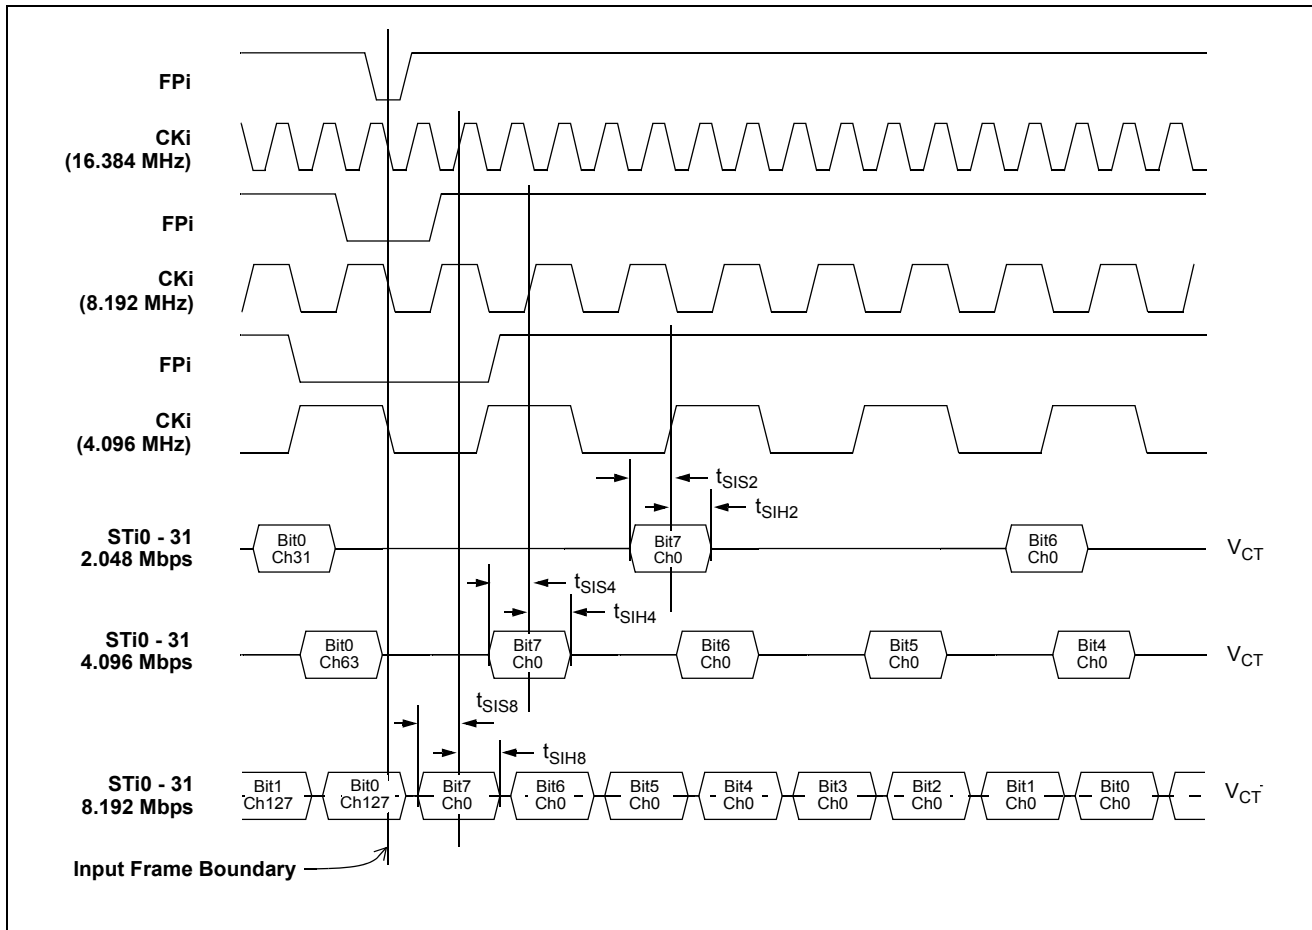 FPi
CKi
(16.384 MHz)
FPi
CKi
(8.192 MHz)
FPi
CKi
(4.096 MHz)
tSIS2
tSIH2
STi0 - 31
2.048 Mbps
Bit0
Ch31
Bit7
Ch0
Bit6
Ch0
VCT
tSIS4
tSIH4
STi0 - 31
4.096 Mbps
Bit0
Ch63
Bit7
Ch0
Bit6
Ch0
Bit5
Ch0
Bit4
Ch0
VCT
tSIS8
tSIH8
STi0 - 31
8.192 Mbps
Bit1
Ch127
Bit0
Ch127
Bit7
Ch0
Bit6
Ch0
Bit5
Ch0
Bit4
Ch0
Bit3
Ch0
Bit2
Ch0
Bit1
Ch0
Bit0
Ch0
VCT
Input Frame Boundary